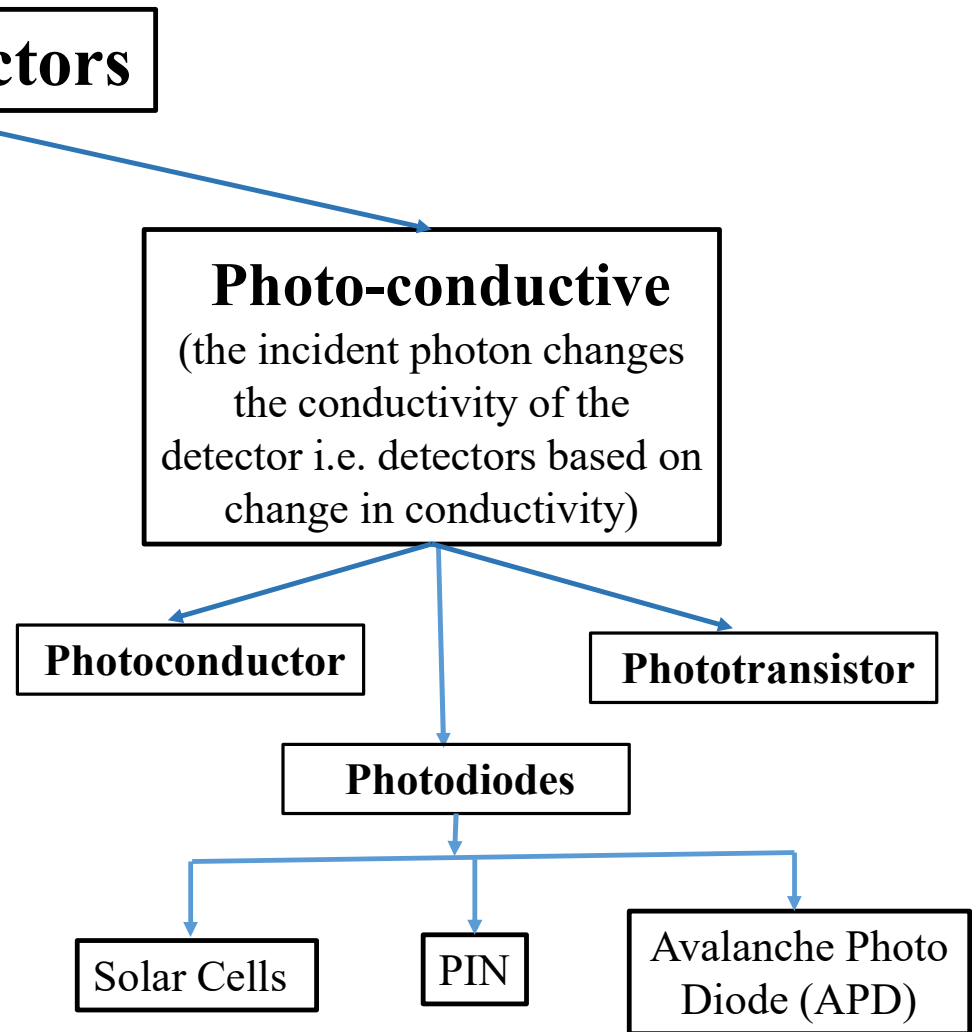 ctors
Photo-conductive
(the incident photon changes
the conductivity of the
detector i.e. detectors based on
change in conductivity)
Photoconductor
Phototransistor
Photodiodes
Solar Cells
PIN
Avalanche Photo
Diode (APD)